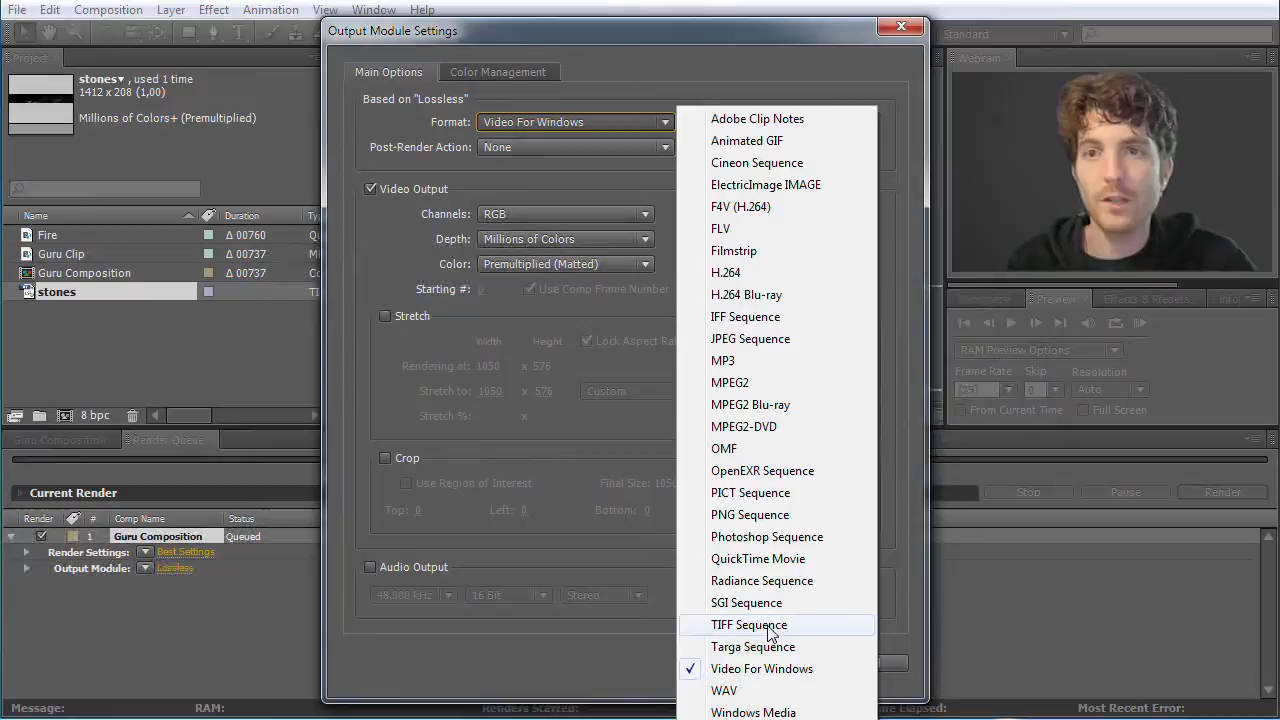 File Edit Composition Layer Effect Animation View Window Help
Output Module Settings
Standard
Project
stones▾ , used 1 time
1412 x 208 (1,00)
Millions of Colors+ (Premultiplied)
Webcam
Main Options
Color Management
Based on "Lossless"
Format: Video For Windows
Post-Render Action: None
Video Output
Channels: RGB
Depth: Millions of Colors
Color: Premultiplied (Matted)
Starting #: 0 Use Comp Frame Number
Stretch
Width Height Lock Aspect Ra
Rendering at: 1050 x 576
Stretch to: 1050 x 576 Custom
Stretch % : x
Crop
Use Region of Interest Final Size: 1050
Top: 0 Left: 0 Bottom: 0
Audio Output
48.000 kHz 16 Bit Stereo
Adobe Clip Notes
Animated GIF
Cineon Sequence
ElectricImage IMAGE
F4V (H.264)
FLV
Filmstrip
H.264
H.264 Blu-ray
IFF Sequence
JPEG Sequence
MP3
MPEG2
MPEG2 Blu-ray
MPEG2-DVD
OMF
OpenEXR Sequence
PICT Sequence
PNG Sequence
Photoshop Sequence
QuickTime Movie
Radiance Sequence
SGI Sequence
TIFF Sequence
Targa Sequence
Video For Windows
WAV
Windows Media
Name Duration Ty
Fire Δ 00760 Qu
Guru Clip Δ 00737 M
Guru Composition Δ 00737 Co
stones TI
8 bpc
Preview Effects & Presets Info
RAM Preview Options
Frame Rate Skip Resolution
0 Auto
From Current Time Full Screen
Guru Composition Render Queue
Current Render
Stop Pause Render
Render # Comp Name Status
1 Guru Composition Queued
Render Settings: Best Settings
Output Module: Lossless
Message: RAM: Renders Started: Elapsed: Most Recent Error: